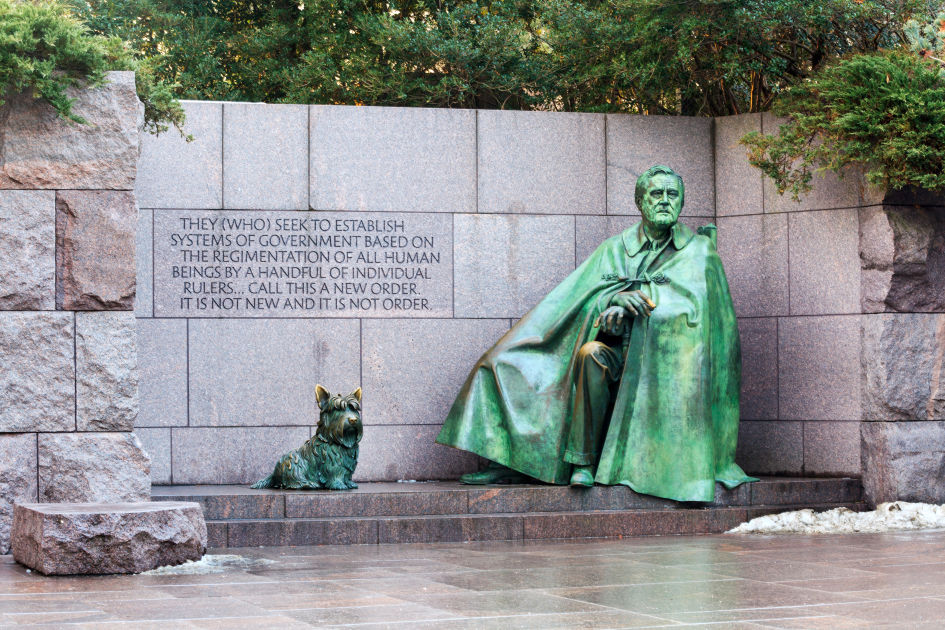 THEY (WHO) SEEK TO ESTABLISH
SYSTEMS OF GOVERNMENT BASED ON
THE REGIMENTATION OF ALL HUMAN
BEINGS BY A HANDFUL OF INDIVIDUAL
RULERS... CALL THIS A NEW ORDER.
IT IS NOT NEW AND IT IS NOT ORDER.